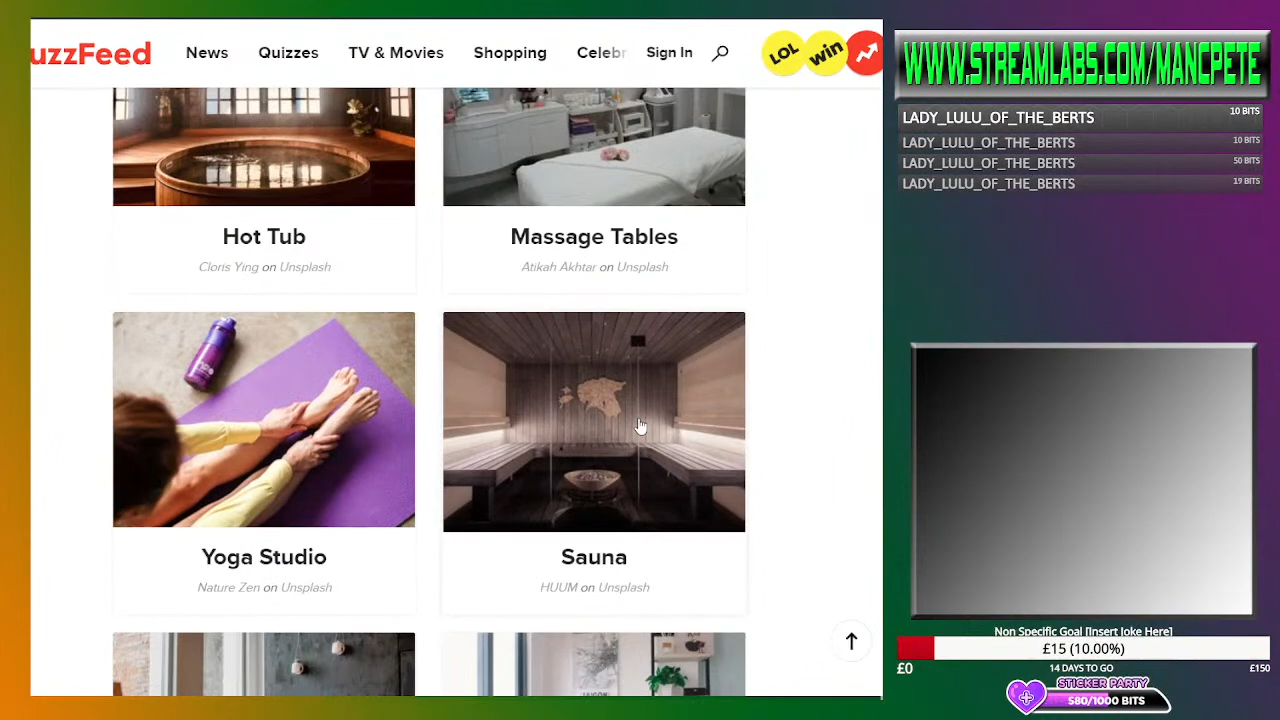 uzzFeed
News
Quizzes
TV & Movies
Shopping
Celebr
Sign In
LOL
win
Hot Tub
Cloris Ying on Unsplash
Massage Tables
Atikah Akhtar on Unsplash
Yoga Studio
Nature Zen on Unsplash
Sauna
HUUM on Unsplash
WWW.STREAMLABS.COM/MANCPETE
LADY_LULU_OF_THE_BERTS 10 BITS
LADY_LULU_OF_THE_BERTS 10 BITS
LADY_LULU_OF_THE_BERTS 50 BITS
LADY_LULU_OF_THE_BERTS 19 BITS
Non Specific Goal [Insert Joke Here]
£15 (10.00%)
£0 14 DAYS TO GO £150
STICKER PARTY
580/1000 BITS